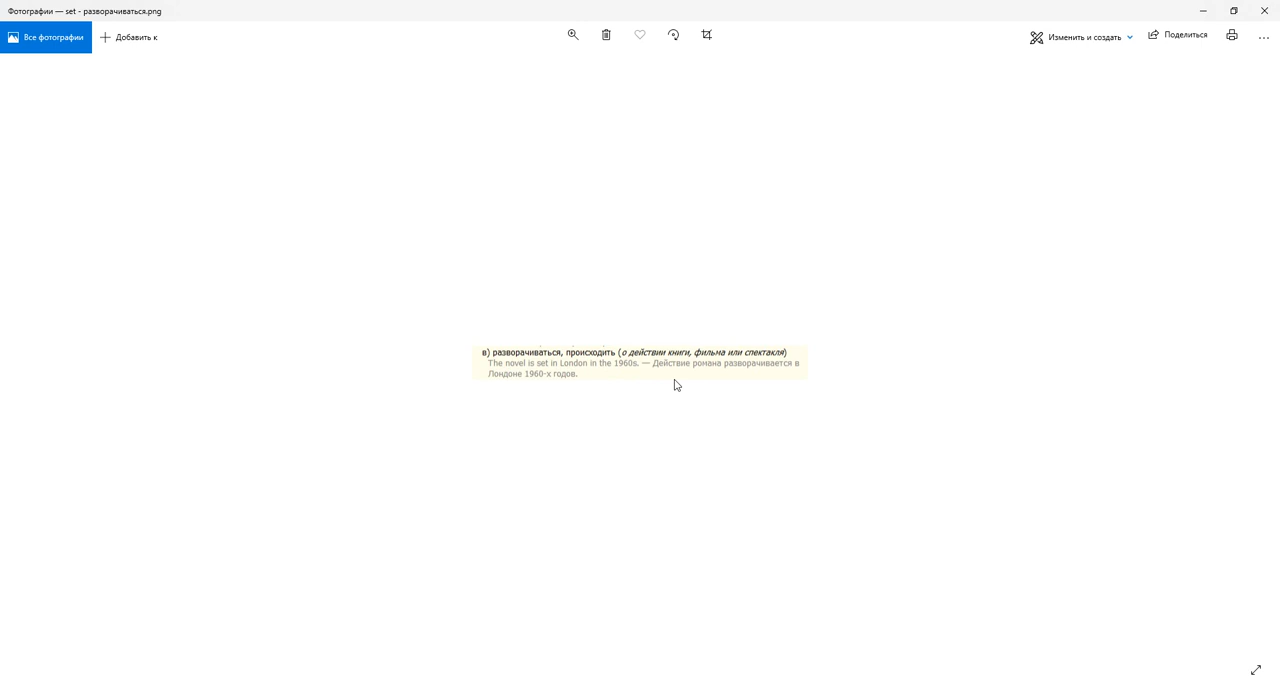 Фотографии — set - разворачиваться.png
Все фотографии
Добавить к
Изменить и создать
Поделиться
в) разворачиваться, происходить (о действии книги, фильма или спектакля)
The novel is set in London in the 1960s. — Действие романа разворачивается в
Лондоне 1960-х годов.